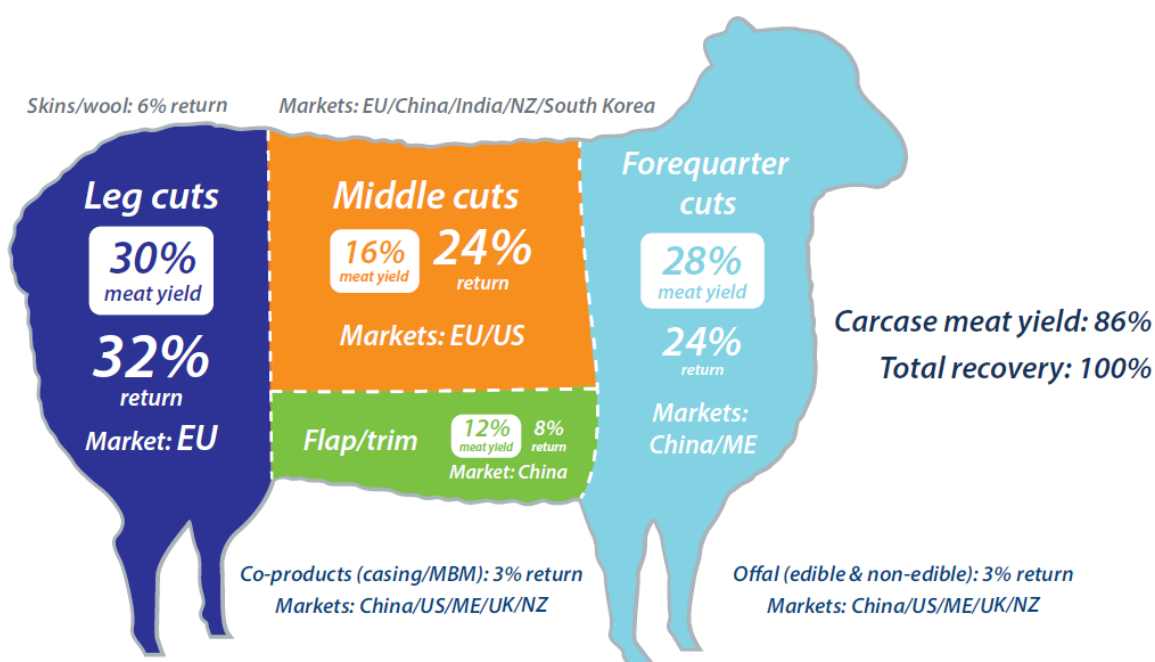 Skins/wool: 6% return
Markets: EU/China/India/NZ/South Korea
Leg cuts
30%
meat yield
32%
return
Market: EU
Middle cuts
16%
meat yield
24%
return
Markets: EU/US
Flap/trim
12%
meat yield
8%
return
Market: China
Forequarter
cuts
28%
meat yield
24%
return
Markets:
China/ME
Carcase meat yield: 86%
Total recovery: 100%
Co-products (casing/MBM): 3% return
Markets: China/US/ME/UK/NZ
Offal (edible & non-edible): 3% return
Markets: China/US/ME/UK/NZ